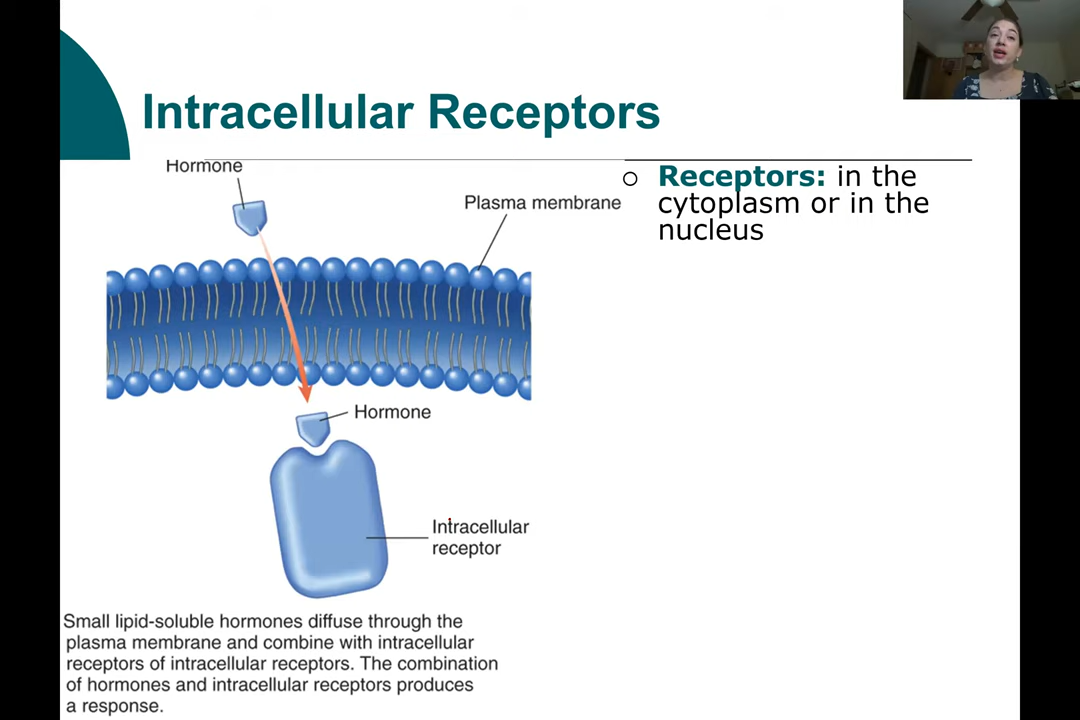 Intracellular Receptors
Hormone
Plasma membrane
Hormone
Intracellular
receptor
Small lipid-soluble hormones diffuse through the
plasma membrane and combine with intracellular
receptors of intracellular receptors. The combination
of hormones and intracellular receptors produces
a response.
Receptors: in the
cytoplasm or in the
nucleus